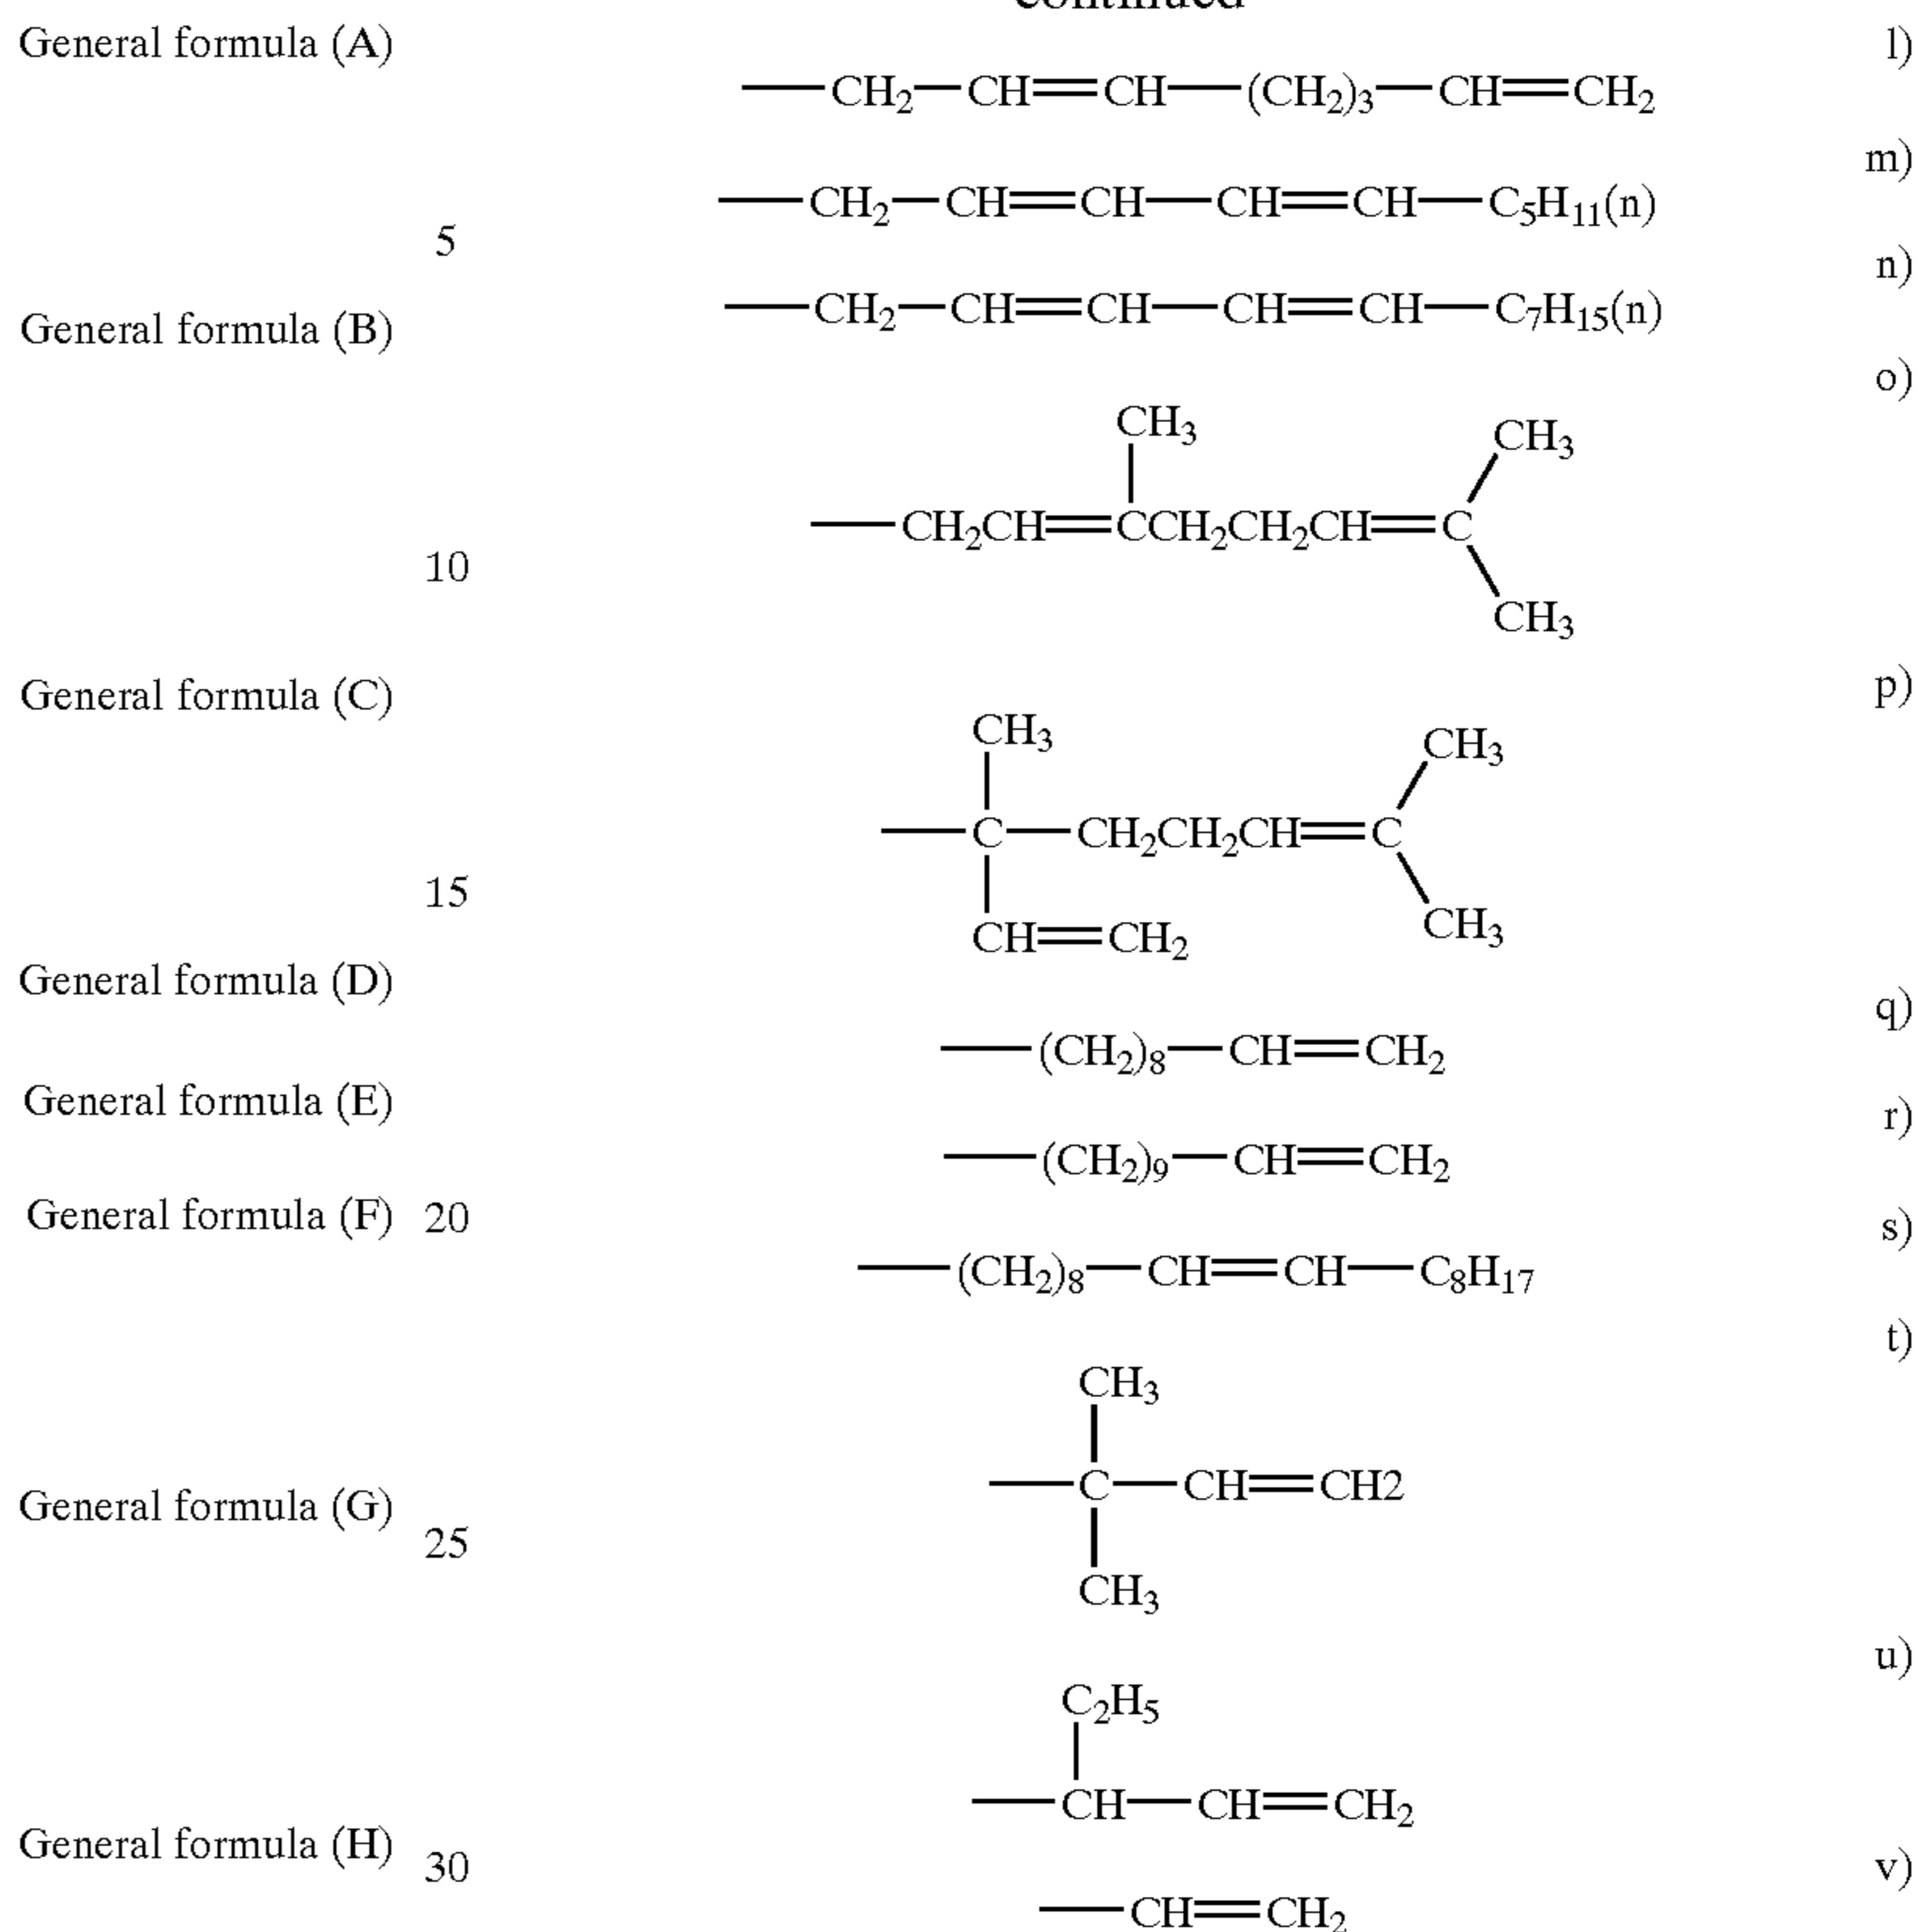 continued
General formula (A)
l)
—CH₂—CH=CH—(CH₂)₃—CH=CH₂
m)
—CH₂—CH=CH—CH=CH—C₅H₁₁(n)
5
n)
—CH₂—CH=CH—CH=CH—C₇H₁₅(n)
General formula (B)
o)
CH₃
CH₃
—CH₂CH=CCH₂CH₂CH=C
10
CH₃
General formula (C)
p)
CH₃
CH₃
—C—CH₂CH₂CH=C
15
CH₃
CH=CH₂
General formula (D)
q)
—(CH₂)₈—CH=CH₂
General formula (E)
r)
—(CH₂)₉—CH=CH₂
General formula (F)
20
s)
—(CH₂)₈—CH=CH—C₈H₁₇
t)
CH₃
—C—CH=CH2
General formula (G)
25
CH₃
u)
C₂H₅
—CH—CH=CH₂
General formula (H)
30
v)
—CH=CH₂